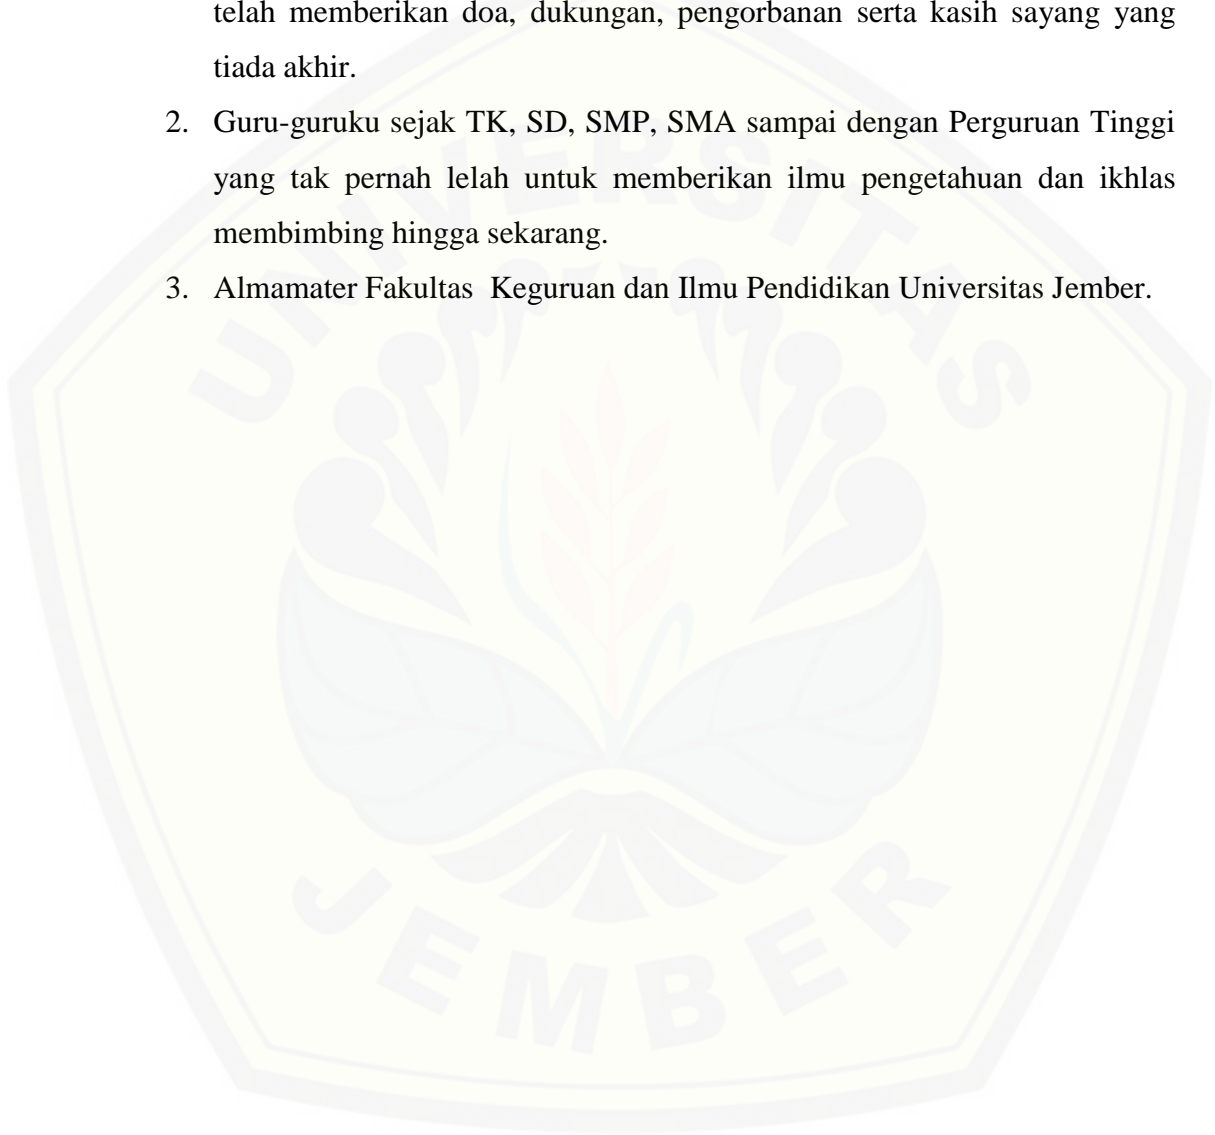 telah memberikan doa, dukungan, pengorbanan serta kasih sayang yang
tiada akhir.
2. Guru-guruku sejak TK, SD, SMP, SMA sampai dengan Perguruan Tinggi
yang tak pernah lelah untuk memberikan ilmu pengetahuan dan ikhlas
membimbing hingga sekarang.
3. Almamater Fakultas Keguruan dan Ilmu Pendidikan Universitas Jember.
UNIVERSITAS
JEMBER